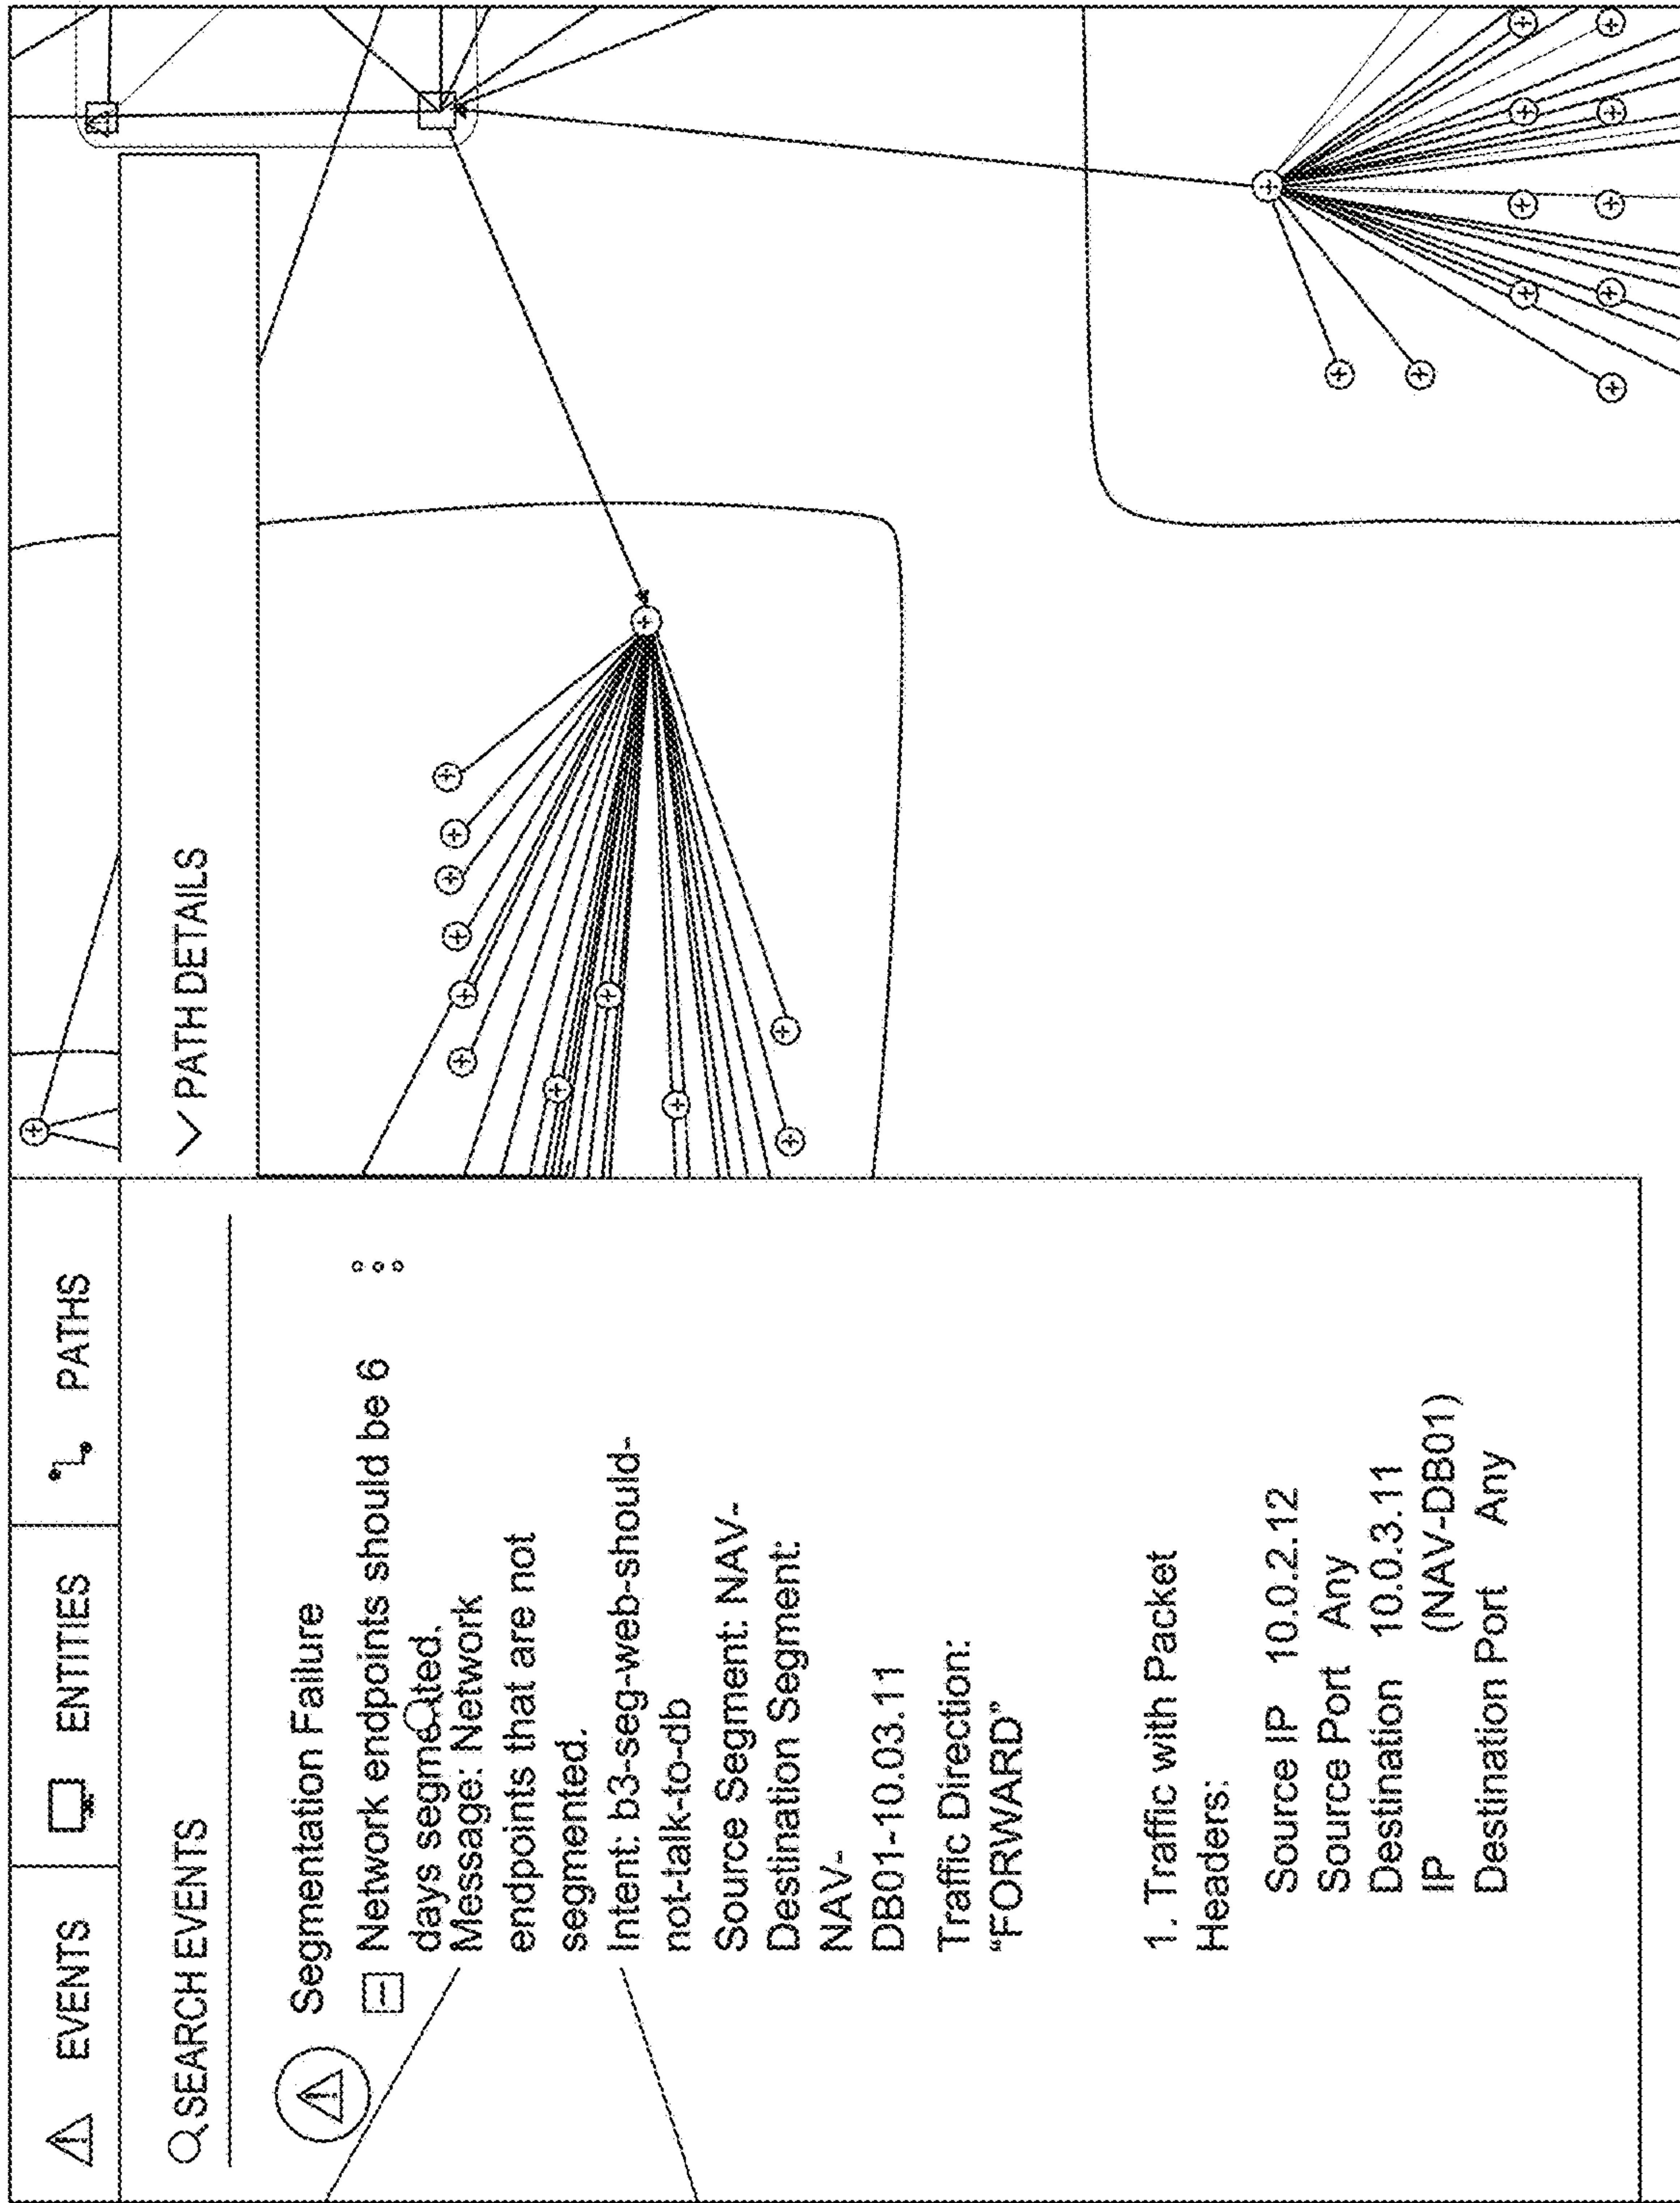 EVENTS
ENTITIES
PATHS
SEARCH EVENTS
PATH DETAILS
Segmentation Failure
Network endpoints should be 6
days segmented.
Message: Network
endpoints that are not
segmented.
Intent: b3-seg-web-should-
not-talk-to-db
Source Segment: NAV-
Destination Segment:
NAV-
DB01-10.03.11
Traffic Direction:
“FORWARD”
1. Traffic with Packet
Headers:
Source IP 10.0.2.12
Source Port Any
Destination 10.0.3.11
IP (NAV-DB01)
Destination Port Any